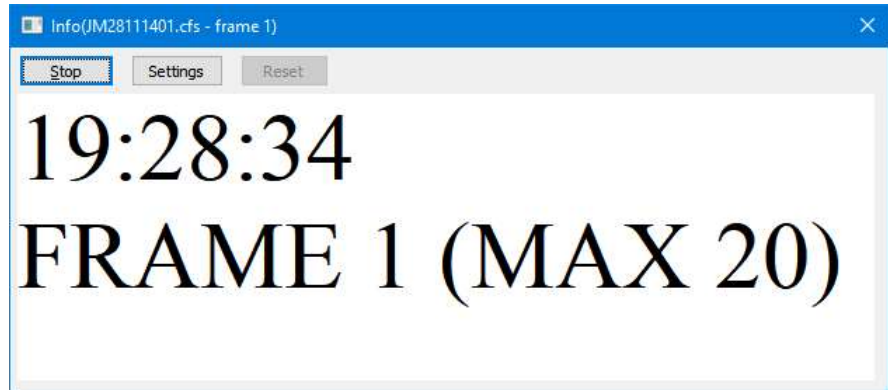 Info(JM28111401.cfs - frame 1)
Stop Settings Reset
19:28:34
FRAME 1 (MAX 20)